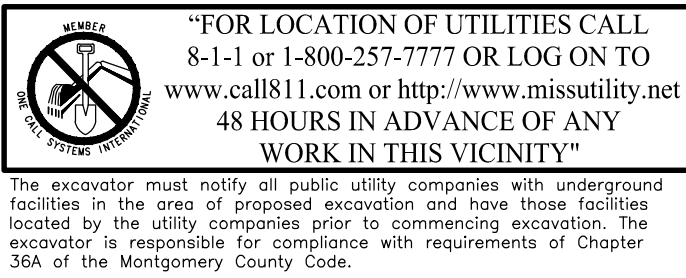 MEMBER
ONE CALL SYSTEMS INTERNATIONAL
“FOR LOCATION OF UTILITIES CALL
8-1-1 or 1-800-257-7777 OR LOG ON TO
www.call811.com or http://www.missutility.net
48 HOURS IN ADVANCE OF ANY
WORK IN THIS VICINITY"
The excavator must notify all public utility companies with underground
facilities in the area of proposed excavation and have those facilities
located by the utility companies prior to commencing excavation. The
excavator is responsible for compliance with requirements of Chapter
36A of the Montgomery County Code.